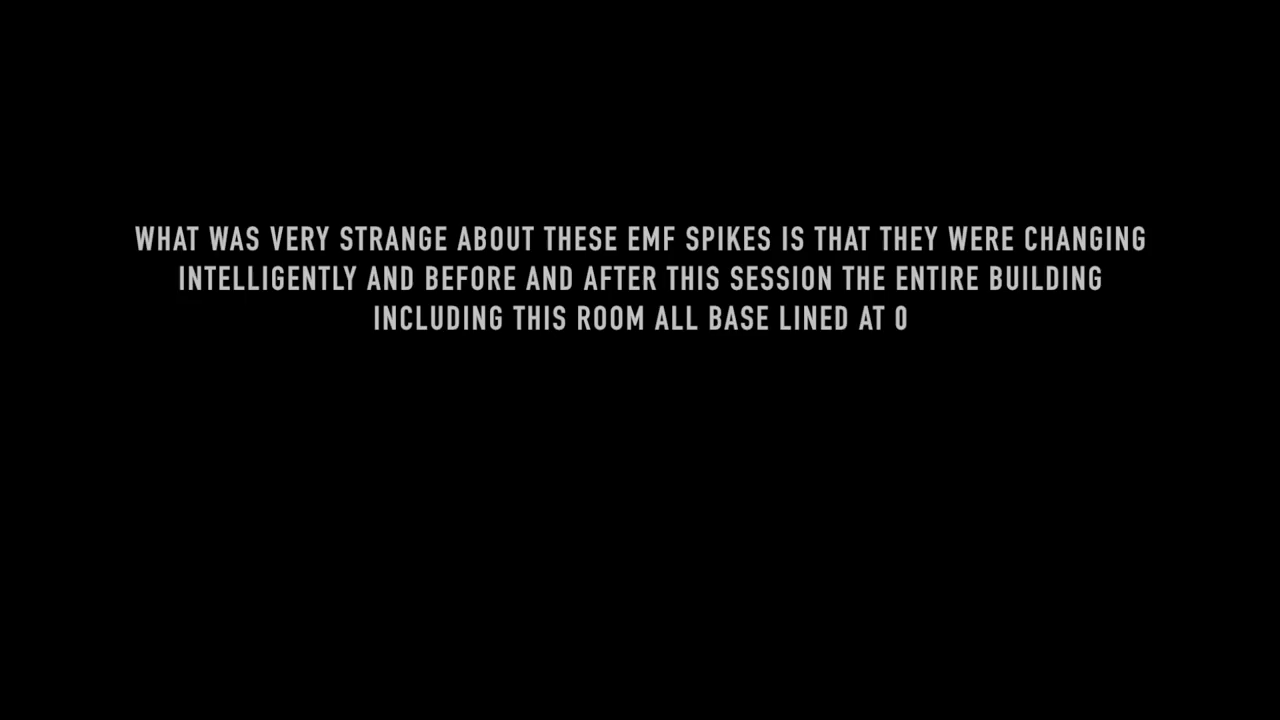 WHAT WAS VERY STRANGE ABOUT THESE EMF SPIKES IS THAT THEY WERE CHANGING
INTELLIGENTLY AND BEFORE AND AFTER THIS SESSION THE ENTIRE BUILDING
INCLUDING THIS ROOM ALL BASE LINED AT 0